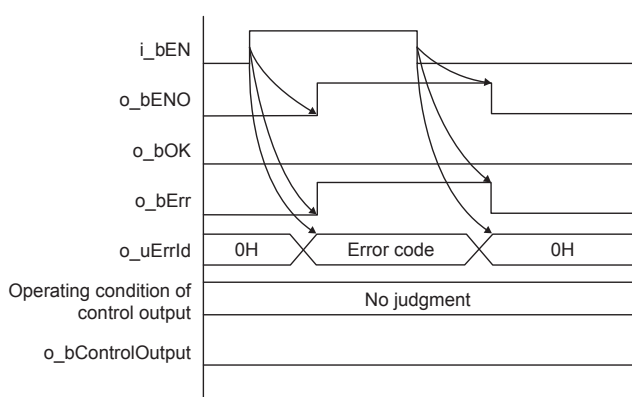 i_bEN
o_bENO
o_bOK
o_bErr
o_uErrId
0H Error code 0H
Operating condition of
control output
No judgment
o_bControlOutput